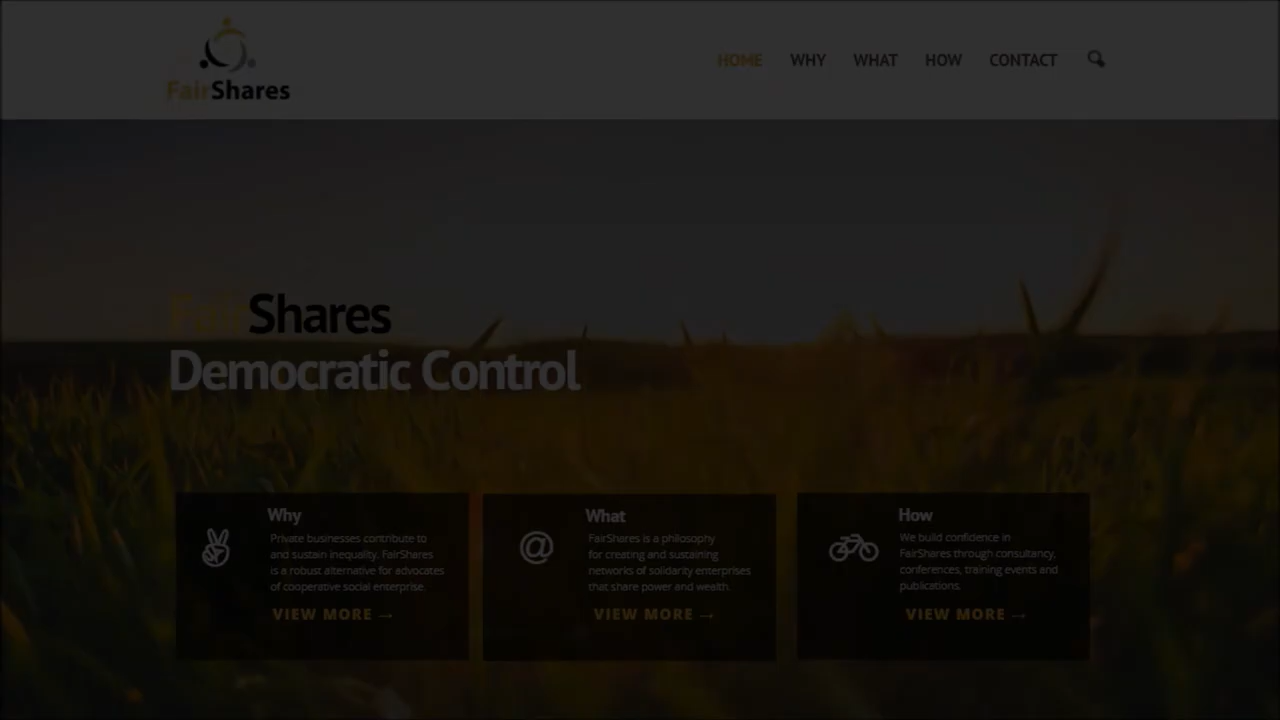 FairShares
HOME WHY WHAT HOW CONTACT
FairShares
Democratic Control
Why
Private businesses contribute to
and sustain inequality. FairShares
is a robust alternative for advocates
of cooperative social enterprise.
VIEW MORE →
What
@
FairShares is a philosophy
for creating and sustaining
networks of solidarity enterprises
that share power and wealth.
VIEW MORE →
How
We build confidence in
FairShares through consultancy,
conferences, training events and
publications.
VIEW MORE →